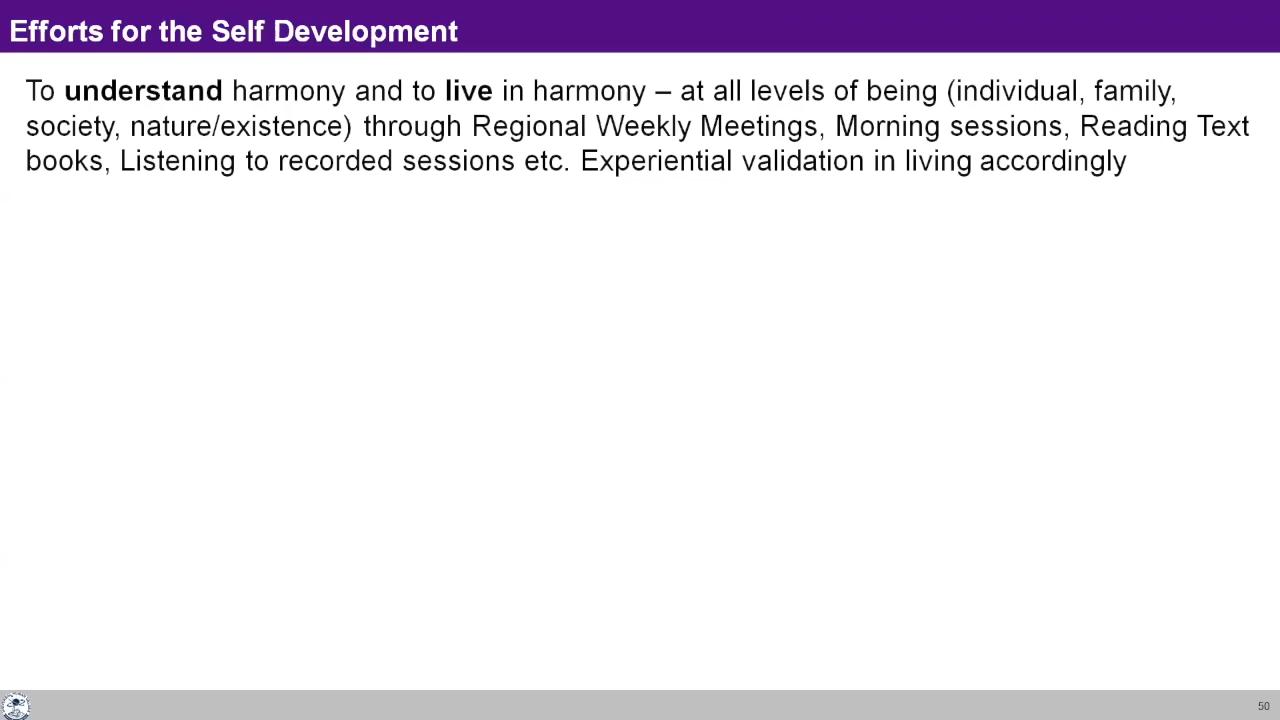 Efforts for the Self Development
To understand harmony and to live in harmony – at all levels of being (individual, family,
society, nature/existence) through Regional Weekly Meetings, Morning sessions, Reading Text
books, Listening to recorded sessions etc. Experiential validation in living accordingly
50